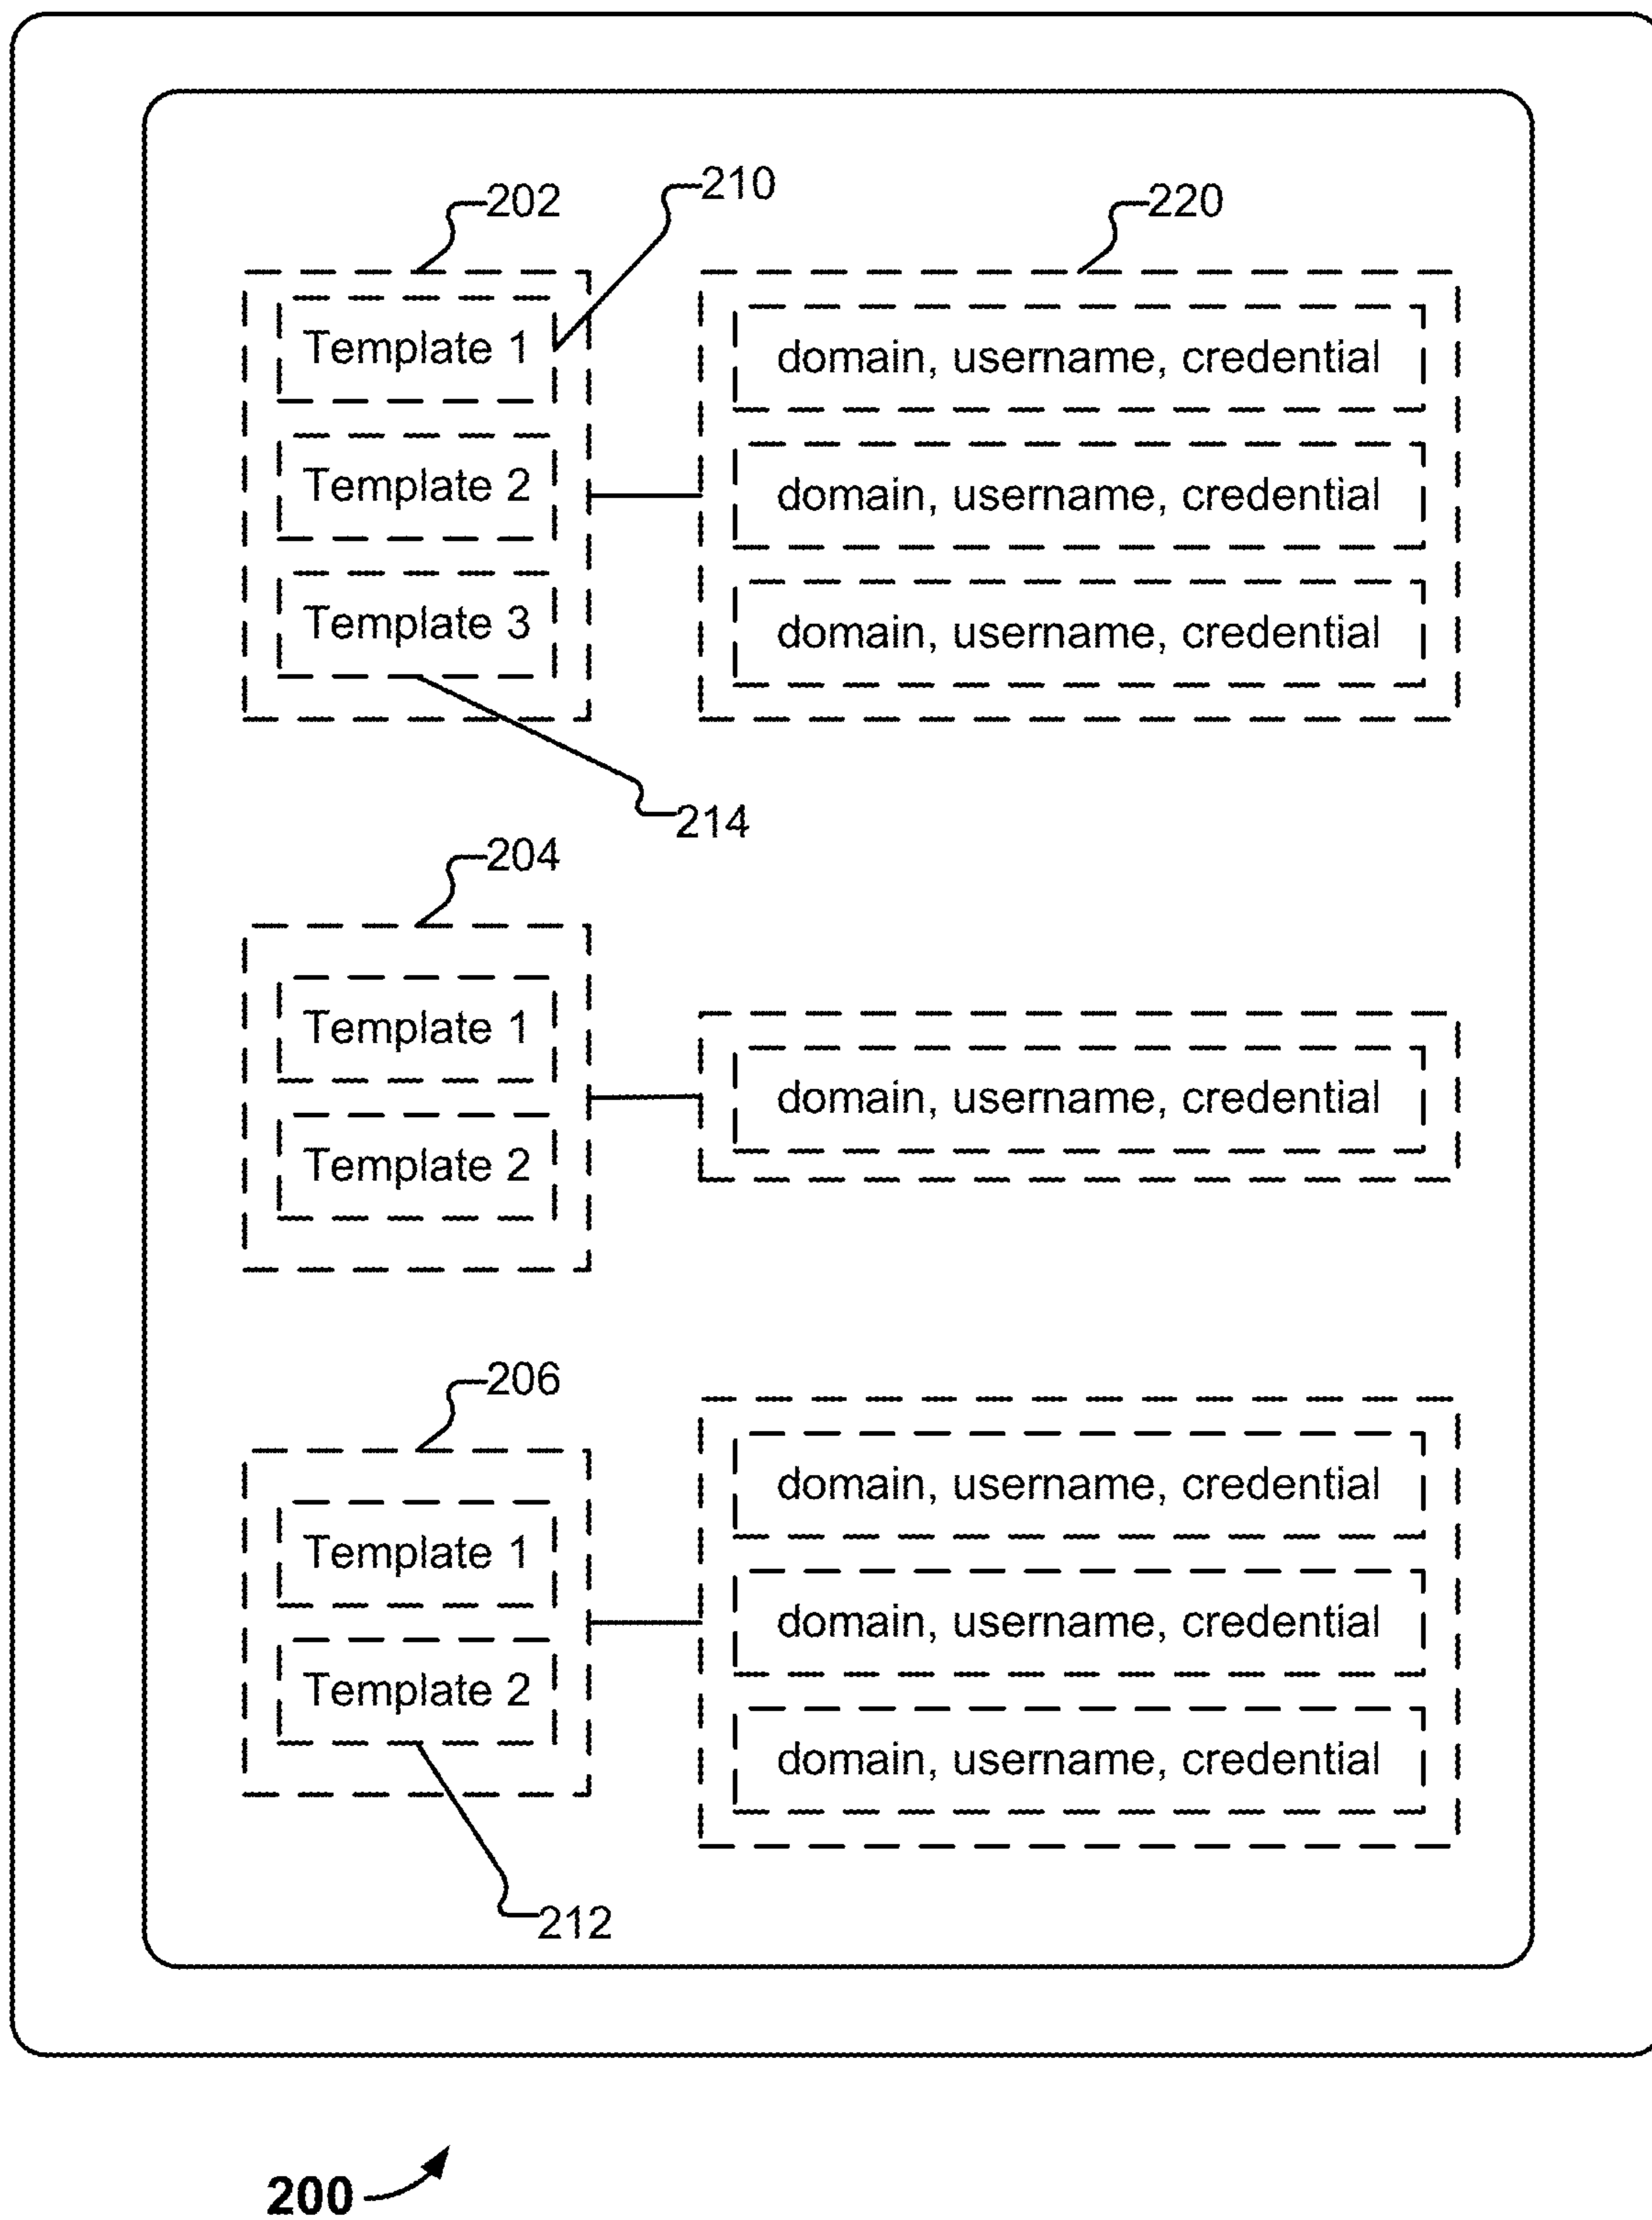 202
210
220
Template 1
domain, username, credential
Template 2
domain, username, credential
Template 3
domain, username, credential
214
204
Template 1
domain, username, credential
Template 2
206
Template 1
domain, username, credential
domain, username, credential
Template 2
domain, username, credential
212
200